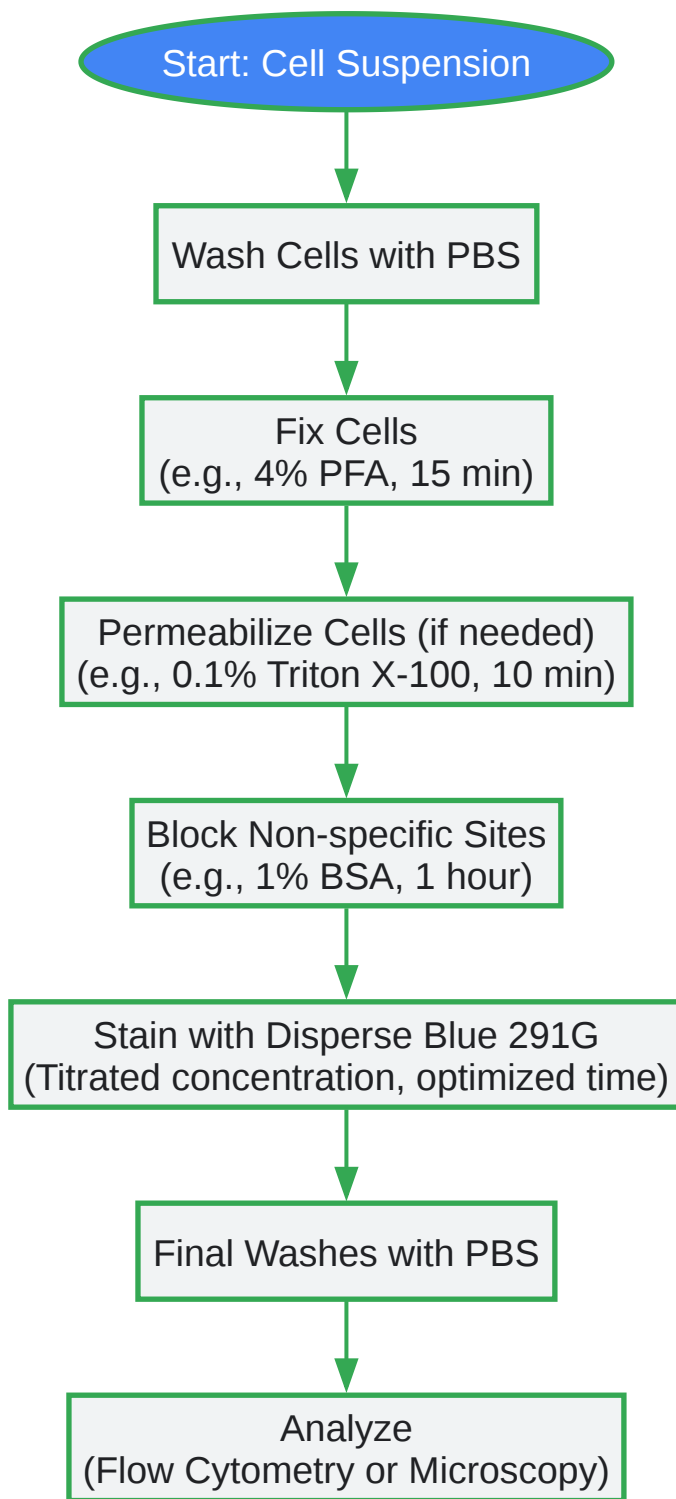 Start: Cell Suspension
Wash Cells with PBS
Fix Cells
(e.g., 4% PFA, 15 min)
Permeabilize Cells (if needed)
(e.g., 0.1% Triton X-100, 10 min)
Block Non-specific Sites
(e.g., 1% BSA, 1 hour)
Stain with Disperse Blue 291G
(Titrated concentration, optimized time)
Final Washes with PBS
Analyze
(Flow Cytometry or Microscopy)